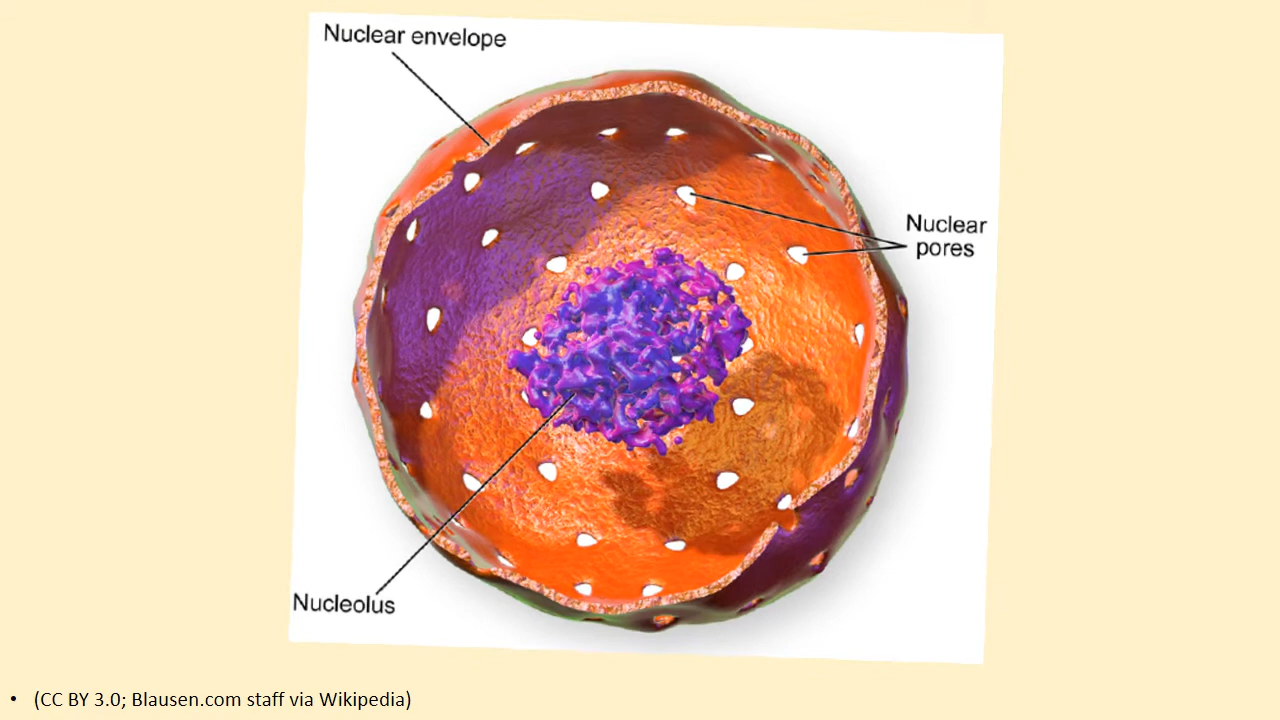 Nuclear envelope
Nuclear
pores
Nucleolus
• (CC BY 3.0; Blausen.com staff via Wikipedia)